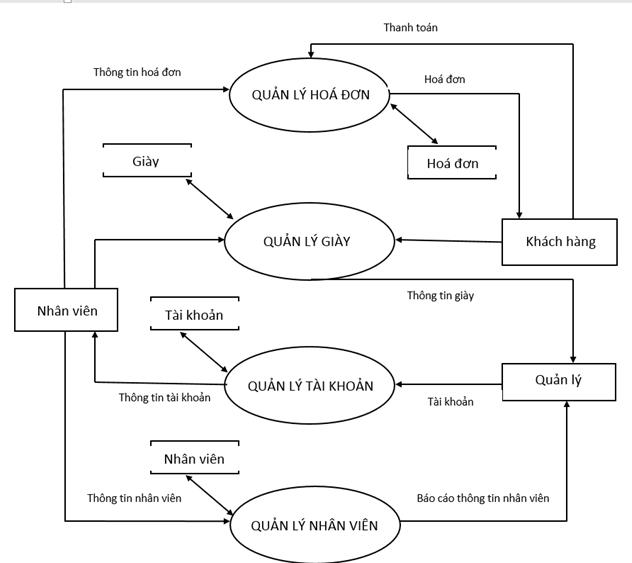 Thanh toán
Thông tin hoá đơn
Hoá đơn
QUẢN LÝ HOÁ ĐƠN
Giày
Hoá đơn
QUẢN LÝ GIÀY
Khách hàng
Thông tin giày
Nhân viên
Tài khoản
Quản lý
QUẢN LÝ TÀI KHOẢN
Thông tin tài khoản
Tài khoản
Nhân viên
Thông tin nhân viên
Báo cáo thông tin nhân viên
QUẢN LÝ NHÂN VIÊN